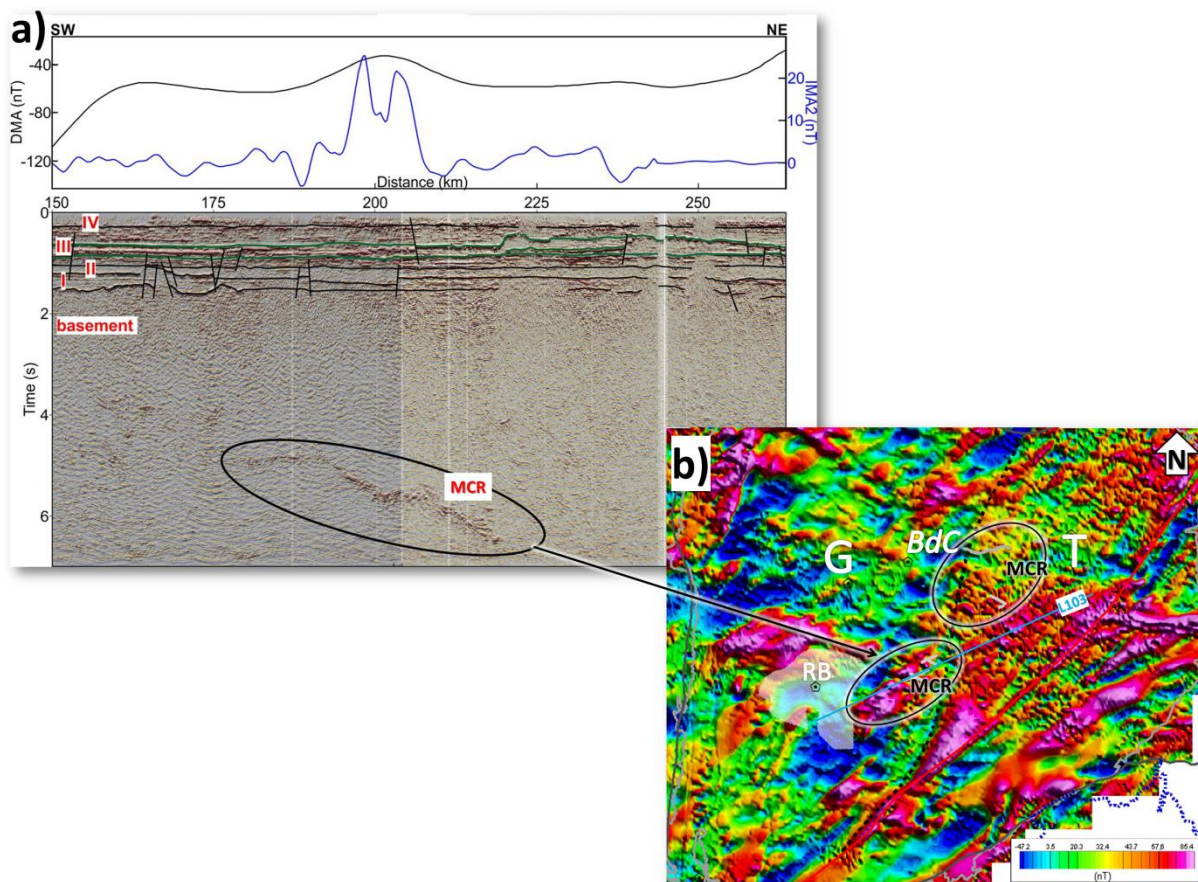 a)
SW NE
DMA (nT)
-40
-80
-120
IMA2 (nT)
20
10
0
Distance (km)
150 175 200 225 250
Time (s)
0
2
4
6
IV
III
II
I
basement
MCR
b)
N
G
BdC
T
MCR
L103
RB
MCR
-47.2 3.5 20.3 32.4 43.7 57.8 85.4
(nT)